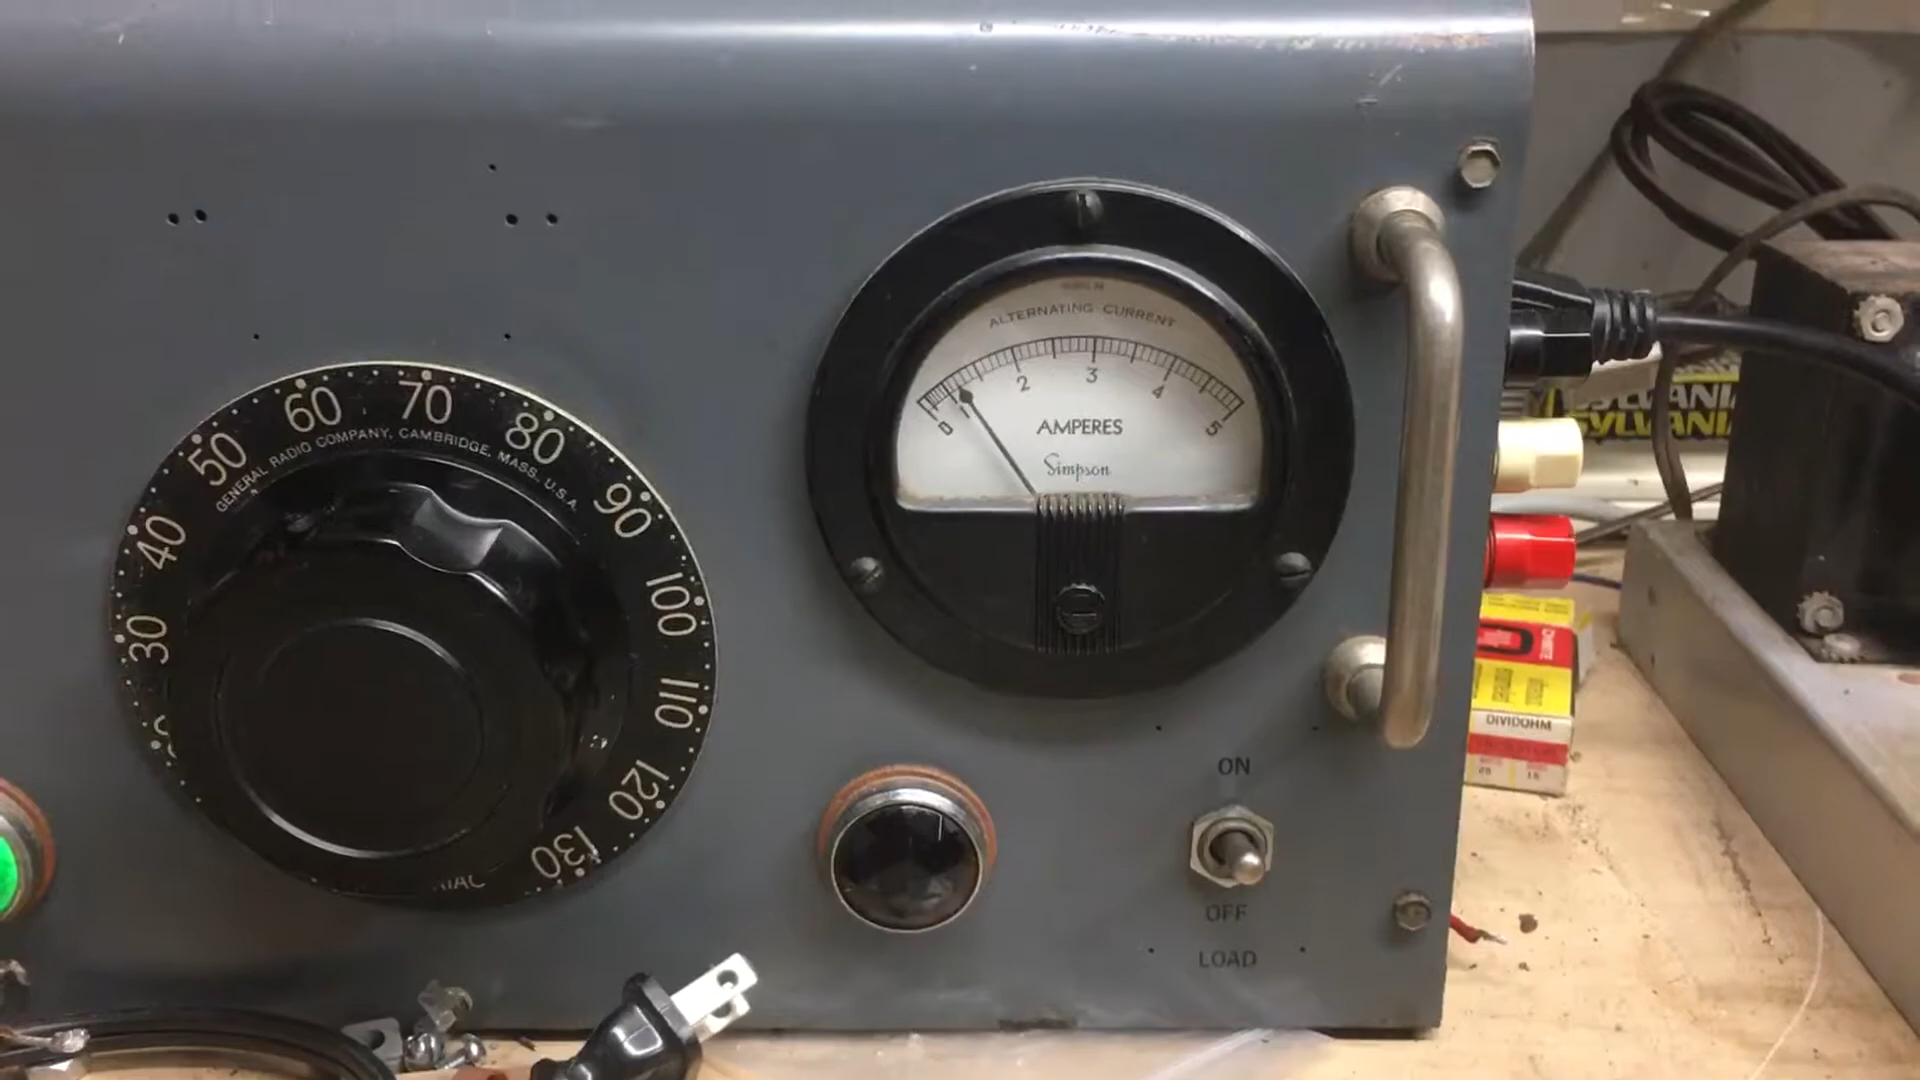 ALTERNATING CURRENT
0 1 2 3 4 5
AMPERES
Simpson
30 40 50 60 70 80 90 100 110 120 130
GENERAL RADIO COMPANY, CAMBRIDGE, MASS., U.S.A.
ON
OFF
LOAD
SYLVANIA
OHMITE
DIVIDOHM